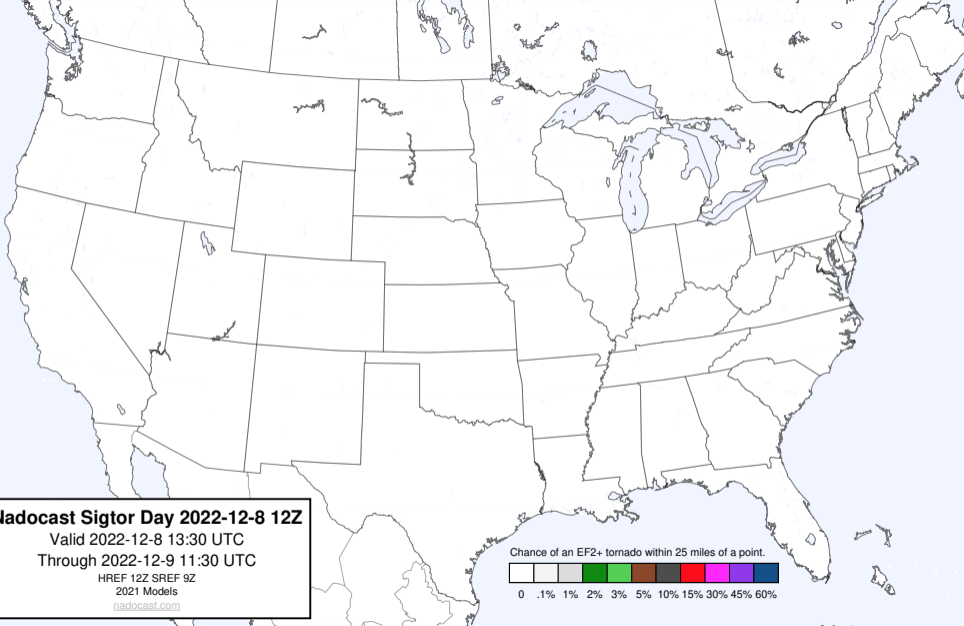 Nadocast Sigtor Day 2022-12-8 12Z
Valid 2022-12-8 13:30 UTC
Through 2022-12-9 11:30 UTC
HREF 12Z SREF 9Z
2021 Models
nadocast.com
Chance of an EF2+ tornado within 25 miles of a point.
0 .1% 1% 2% 3% 5% 10% 15% 30% 45% 60%